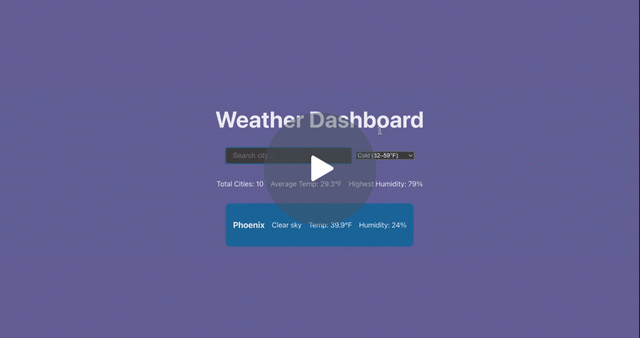 Weather Dashboard
Search city...
Cold (32–59°F)
Total Cities: 10 Average Temp: 29.3°F Highest Humidity: 79%
Phoenix Clear sky Temp: 39.9°F Humidity: 24%